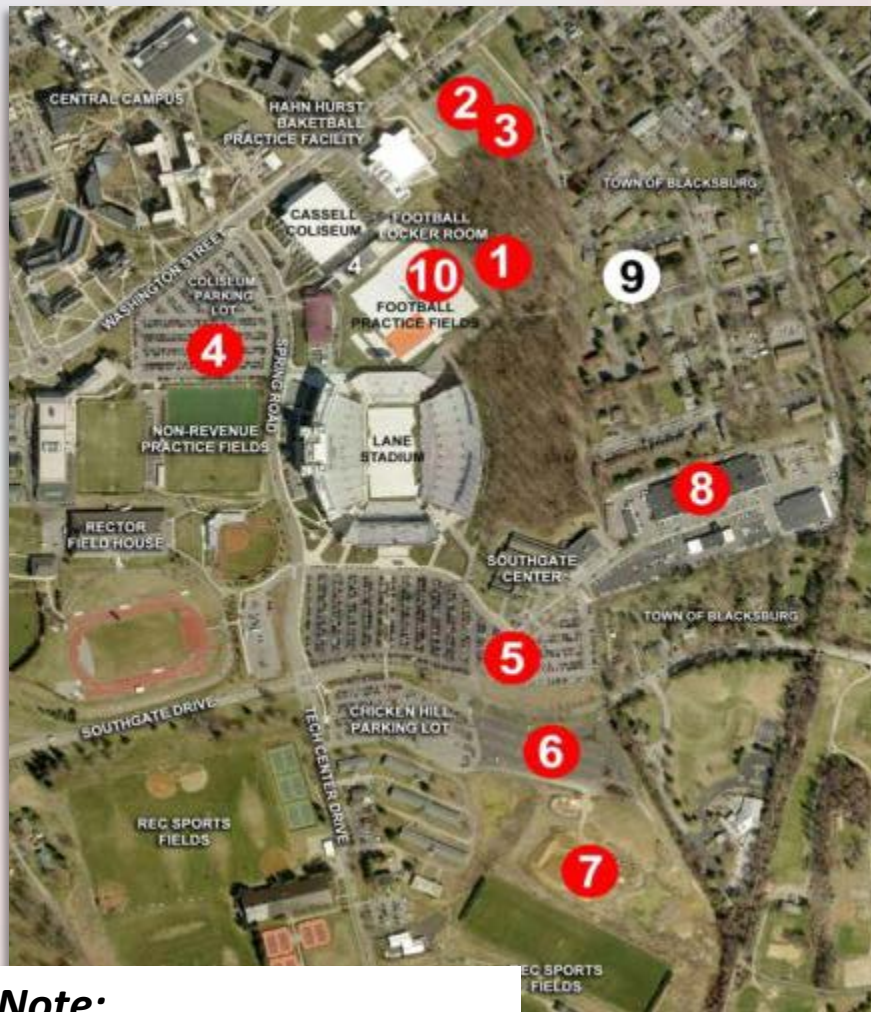 CENTRAL CAMPUS
HAHN HURST
BAKETBALL
PRACTICE FACILITY
2
3
TOWN OF BLACKSBURG
CASSELL
COLISEUM
FOOTBALL
LOCKER ROOM
4
1
10
9
WASHINGTON STREET
COLISEUM
PARKING
LOT
FOOTBALL
PRACTICE FIELDS
4
SPRING ROAD
NON-REVENUE
PRACTICE FIELDS
LANE
STADIUM
8
RECTOR
FIELD HOUSE
SOUTHGATE
CENTER
TOWN OF BLACKSBURG
5
SOUTHGATE DRIVE
CHICKEN HILL
PARKING LOT
TECH CENTER DRIVE
6
REC SPORTS
FIELDS
7
EC SPORTS
FIELDS
Note: